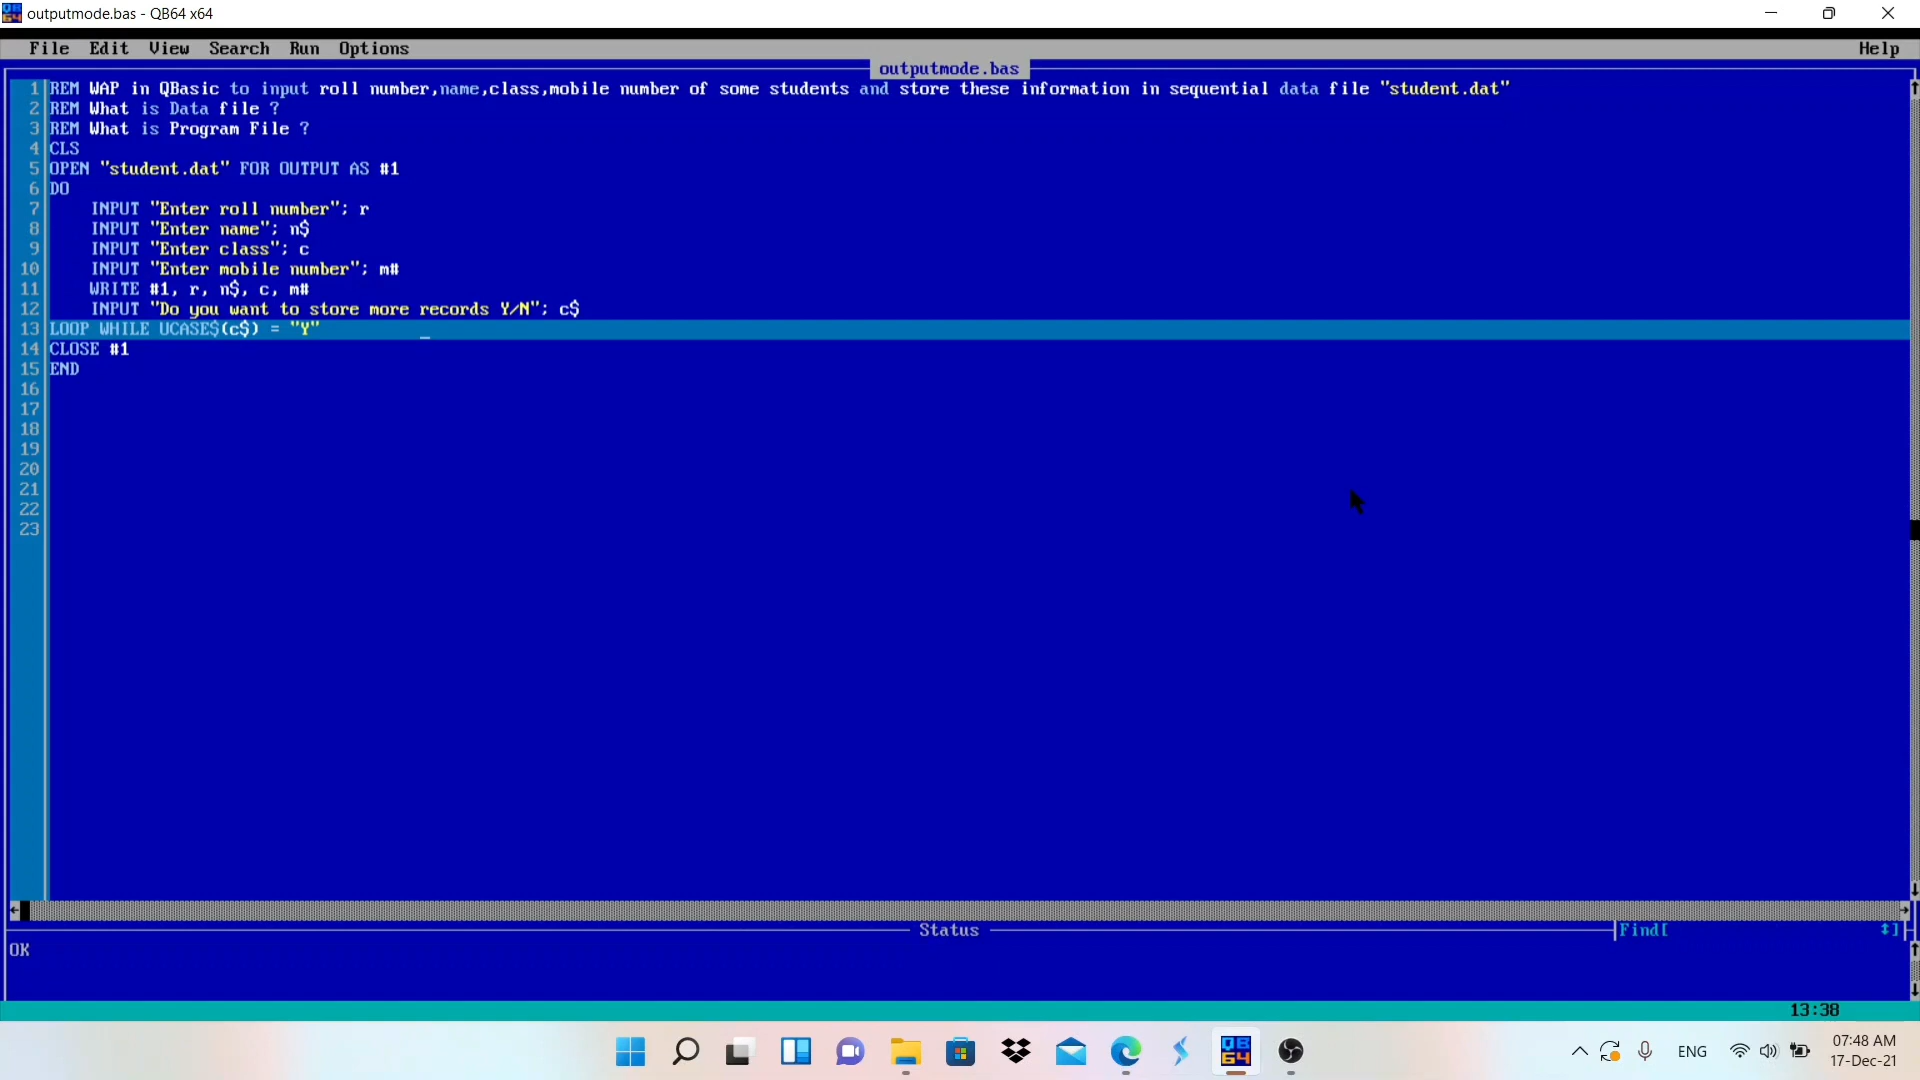 outputmode.bas - QB64 x64
File Edit View Search Run Options Help
outputmode.bas
1 REM WAP in QBasic to input roll number,name,class,mobile number of some students and store these information in sequential data file "student.dat"
2 REM What is Data file ?
3 REM What is Program File ?
4 CLS
5 OPEN "student.dat" FOR OUTPUT AS #1
6 DO
7 INPUT "Enter roll number"; r
8 INPUT "Enter name"; n$
9 INPUT "Enter class"; c
10 INPUT "Enter mobile number"; m#
11 WRITE #1, r, n$, c, m#
12 INPUT "Do you want to store more records Y/N"; c$
13 LOOP WHILE UCASE$(c$) = "Y"
14 CLOSE #1
15 END
16
17
18
19
20
21
22
23
Status
Find[ ]
OK
13:38
QB64
ENG
07:48 AM
17-Dec-21